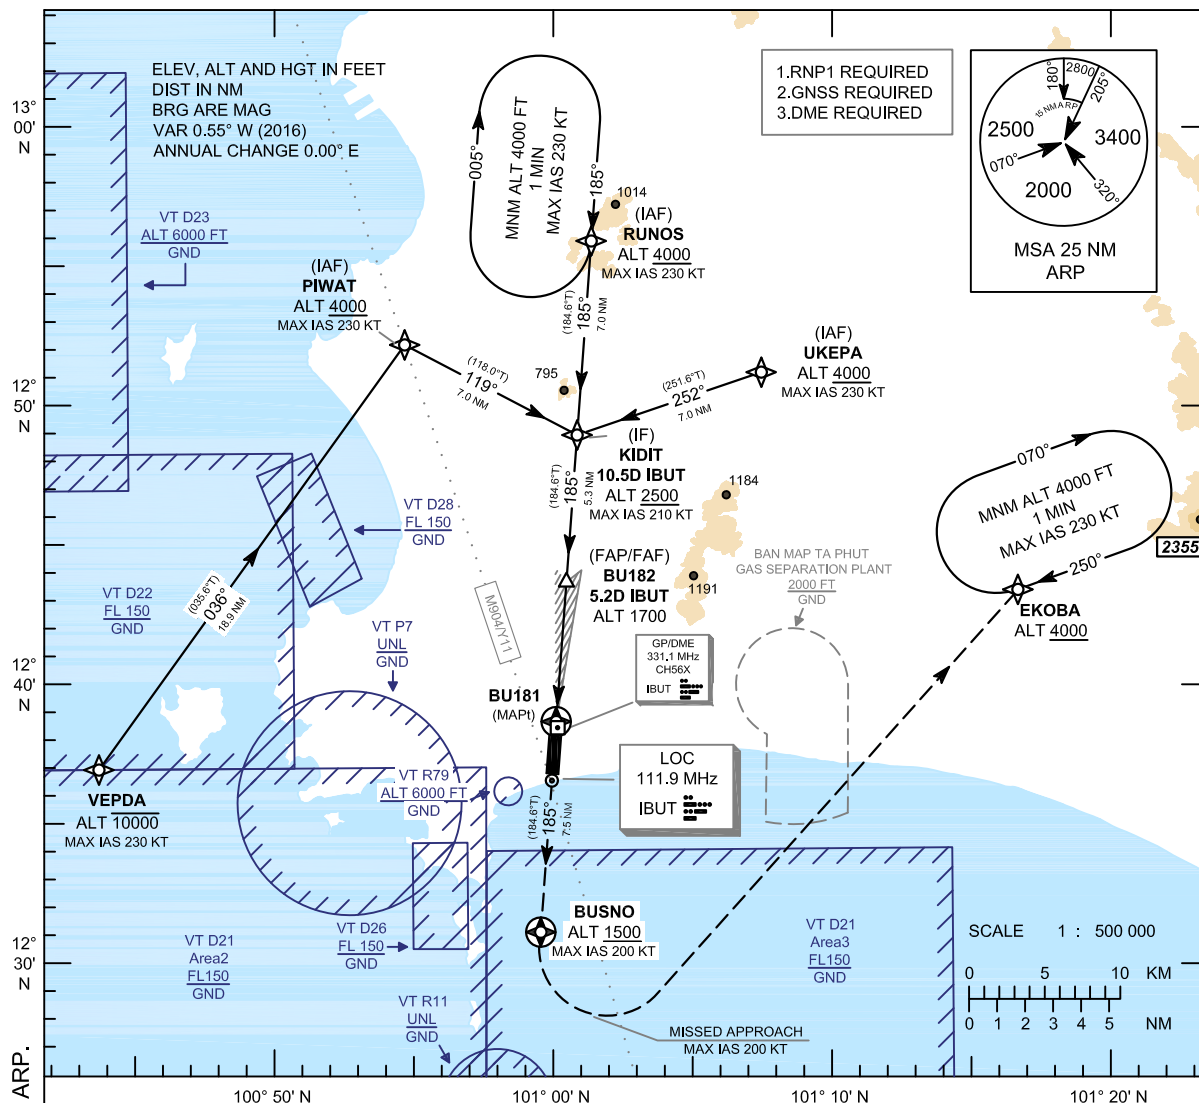 ELEV, ALT AND HGT IN FEET
DIST IN NM
BRG ARE MAG
VAR 0.55° W (2016)
ANNUAL CHANGE 0.00° E
1.RNP1 REQUIRED
2.GNSS REQUIRED
3.DME REQUIRED
180°
2800
205°
15 NM ARP
2500
3400
070°
2000
320°
MSA 25 NM
ARP
13°
00'
N
12°
50'
N
12°
40'
N
12°
30'
N
005°
MNM ALT 4000 FT
1 MIN
MAX IAS 230 KT
185°
1014
(IAF)
RUNOS
ALT 4000
MAX IAS 230 KT
VT D23
ALT 6000 FT
GND
(IAF)
PIWAT
ALT 4000
MAX IAS 230 KT
(184.6°T)
185°
7.0 NM
(IAF)
UKEPA
ALT 4000
MAX IAS 230 KT
(118.0°T)
119°
7.0 NM
795
(251.6°T)
252°
7.0 NM
(IF)
KIDIT
10.5D IBUT
ALT 2500
MAX IAS 210 KT
(184.6°T)
185°
5.3 NM
070°
MNM ALT 4000 FT
1 MIN
MAX IAS 230 KT
250°
1184
1191
2355
VT D28
FL 150
GND
(FAP/FAF)
BU182
5.2D IBUT
ALT 1700
BAN MAP TA PHUT
GAS SEPARATION PLANT
2000 FT
GND
EKOBA
ALT 4000
VT D22
FL 150
GND
(035.6°T)
036°
18.9 NM
M904/Y11
VT P7
UNL
GND
GP/DME
331.1 MHz
CH56X
IBUT
BU181
(MAPt)
LOC
111.9 MHz
IBUT
VT R79
ALT 6000 FT
GND
VEPDA
ALT 10000
MAX IAS 230 KT
(184.6°T)
185°
7.5 NM
BUSNO
ALT 1500
MAX IAS 200 KT
VT D26
FL 150
GND
VT D21
Area2
FL150
GND
VT D21
Area3
FL150
GND
VT R11
UNL
GND
SCALE 1 : 500 000
0 5 10 KM
0 1 2 3 4 5 NM
MISSED APPROACH
MAX IAS 200 KT
ARP.
100° 50'
101° 00'
101° 10'
101° 20'